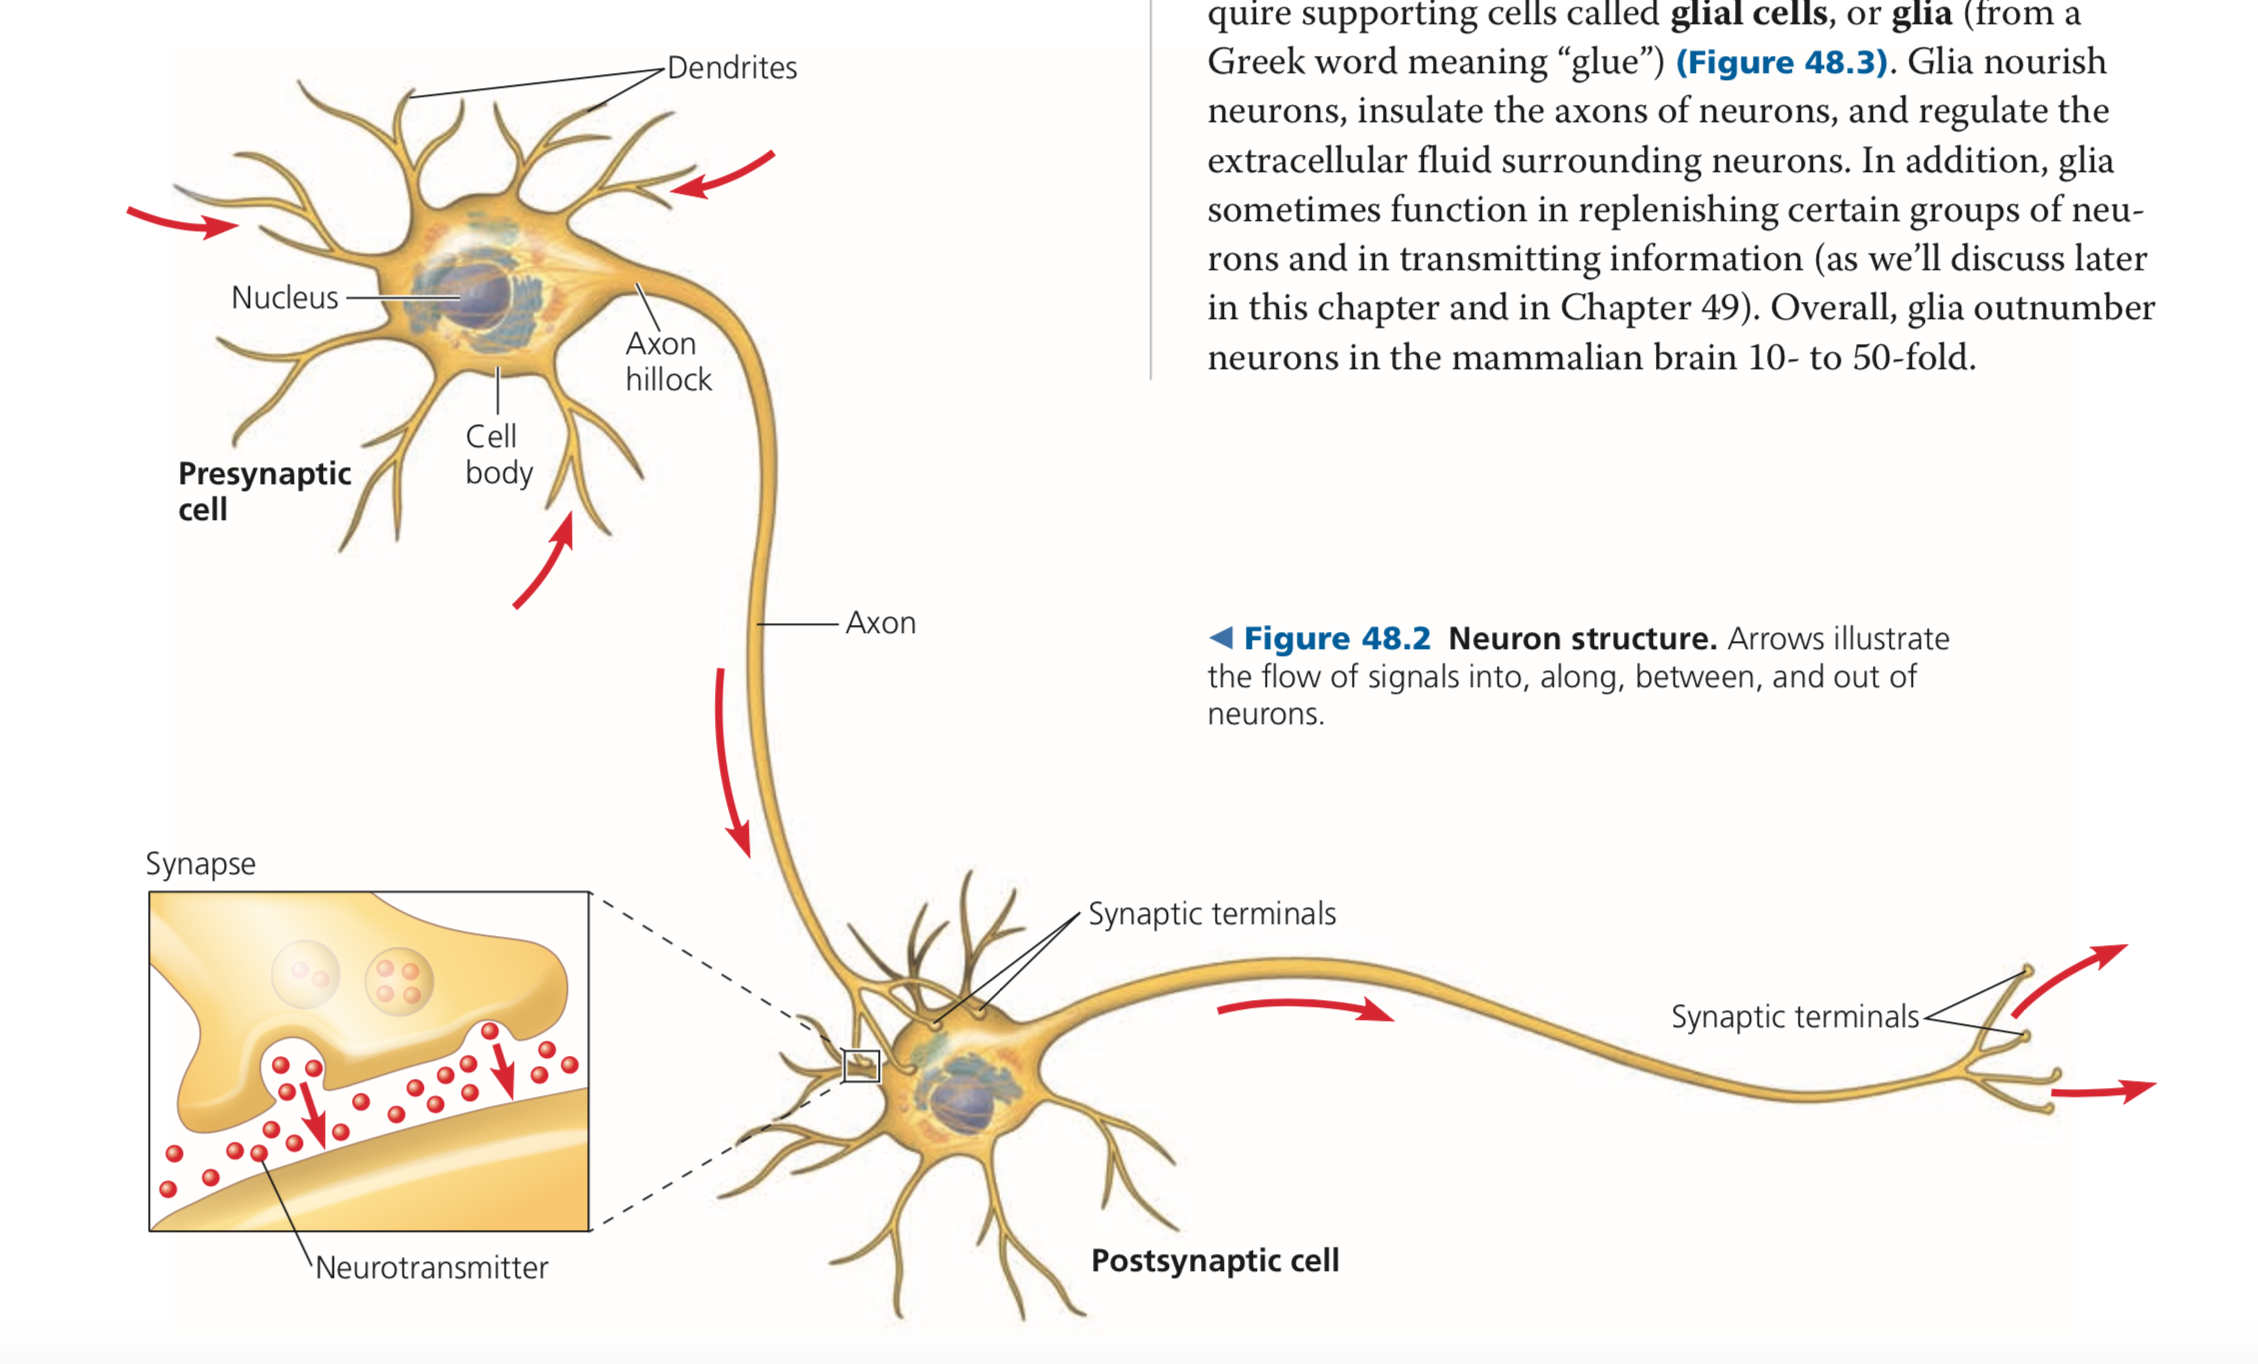 quire supporting cells called glial cells, or glia (from a
Greek word meaning “glue”) (Figure 48.3). Glia nourish
neurons, insulate the axons of neurons, and regulate the
extracellular fluid surrounding neurons. In addition, glia
sometimes function in replenishing certain groups of neu-
rons and in transmitting information (as we’ll discuss later
in this chapter and in Chapter 49). Overall, glia outnumber
neurons in the mammalian brain 10- to 50-fold.
Dendrites
Nucleus
Axon
hillock
Cell
body
Presynaptic
cell
Axon
◀ Figure 48.2 Neuron structure. Arrows illustrate
the flow of signals into, along, between, and out of
neurons.
Synapse
Synaptic terminals
Synaptic terminals
Neurotransmitter
Postsynaptic cell